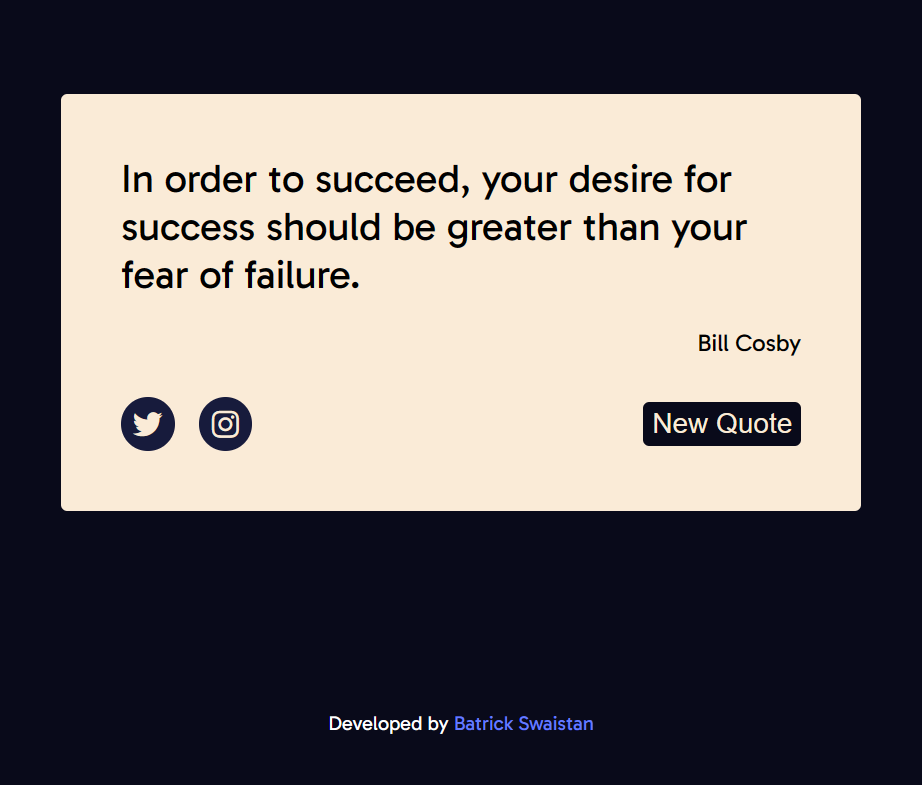 In order to succeed, your desire for
success should be greater than your
fear of failure.
Bill Cosby
New Quote
Developed by Batrick Swaistan